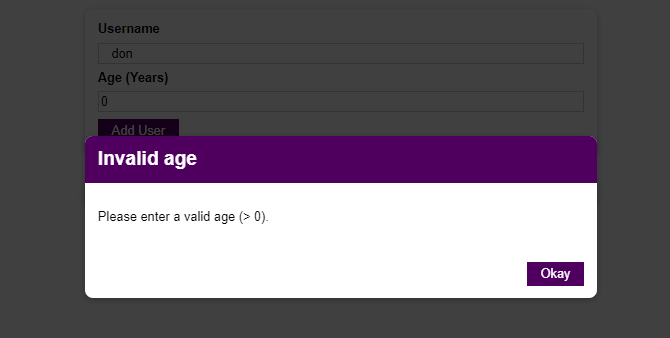 Username
don
Age (Years)
0
Add User
Invalid age
Please enter a valid age (> 0).
Okay